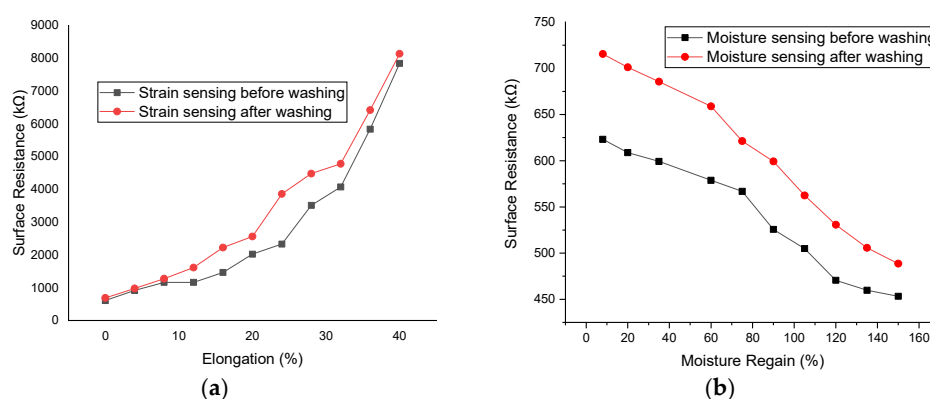 9000
8000
7000
6000
5000
4000
3000
2000
1000
0
Surface Resistance (kΩ)
Strain sensing before washing
Strain sensing after washing
0 10 20 30 40
Elongation (%)
(a)
750
700
650
600
550
500
450
Surface Resistance (kΩ)
Moisture sensing before washing
Moisture sensing after washing
0 20 40 60 80 100 120 140 160
Moisture Regain (%)
(b)